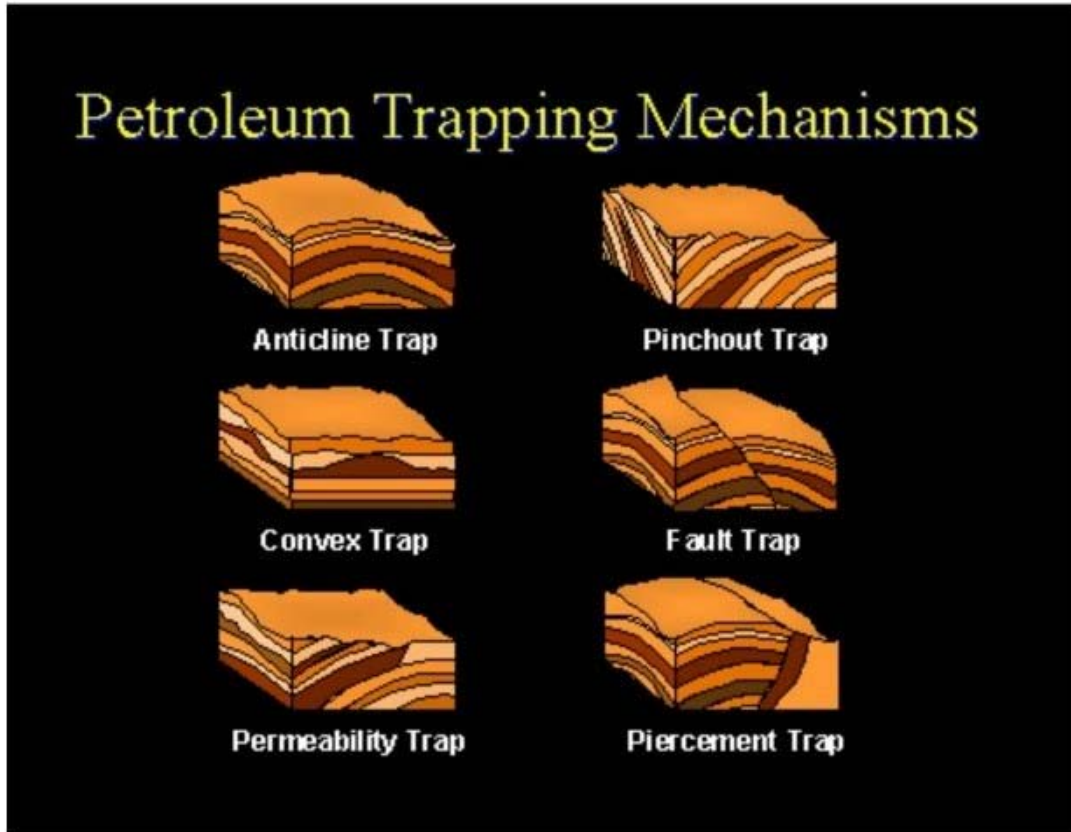 Petroleum Trapping Mechanisms
Anticline Trap
Pinchout Trap
Convex Trap
Fault Trap
Permeability Trap
Piercement Trap